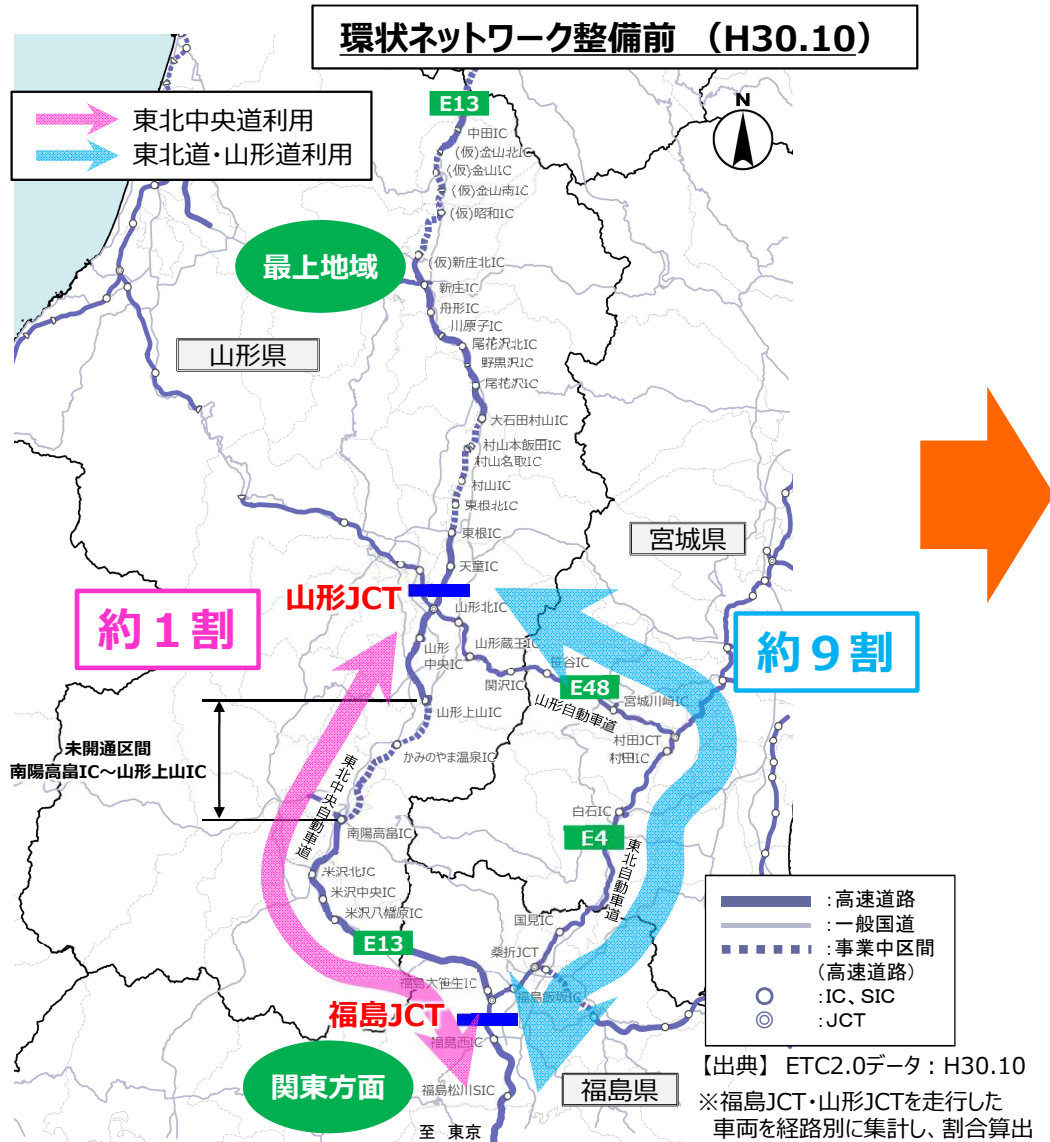 環状ネットワーク整備前 （H30.10）
東北中央道利用
東北道・山形道利用
E13
N
中田IC
(仮)金山北IC
(仮)金山IC
(仮)金山南IC
(仮)昭和IC
最上地域
(仮)新庄北IC
新庄IC
舟形IC
川原子IC
尾花沢北IC
山形県
野黒沢IC
尾花沢IC
大石田村山IC
村山本飯田IC
村山名取IC
村山IC
東根北IC
東根IC
宮城県
天童IC
山形JCT
山形北IC
約１割
約９割
山形
中央IC
山形蔵王IC
笹谷IC
関沢IC
E48
宮城川崎IC
山形自動車道
山形上山IC
村田JCT
村田IC
未開通区間
南陽高畠IC～山形上山IC
かみのやま温泉IC
東北中央自動車道
白石IC
南陽高畠IC
E4
東北自動車道
米沢北IC
米沢中央IC
米沢八幡原IC
国見IC
E13
桑折JCT
福島大笹生IC
福島飯坂IC
福島JCT
福島西IC
関東方面
福島松川SIC
福島県
至 東京
：高速道路
：一般国道
：事業中区間
（高速道路）
：IC、SIC
：JCT
【出典】 ETC2.0データ：H30.10
※福島JCT・山形JCTを走行した
車両を経路別に集計し、割合算出